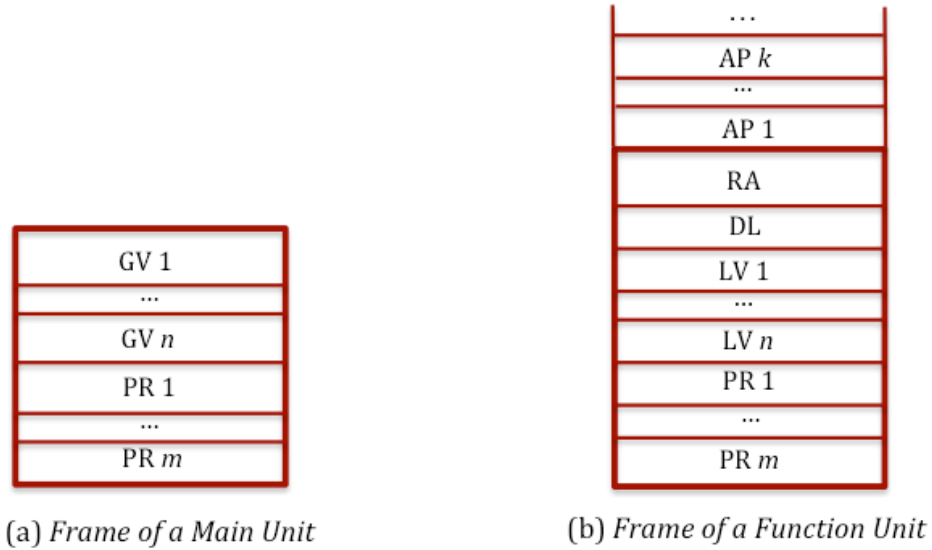 GV 1
...
GV n
PR 1
...
PR m
(a) Frame of a Main Unit
...
AP k
...
AP 1
RA
DL
LV 1
...
LV n
PR 1
...
PR m
(b) Frame of a Function Unit